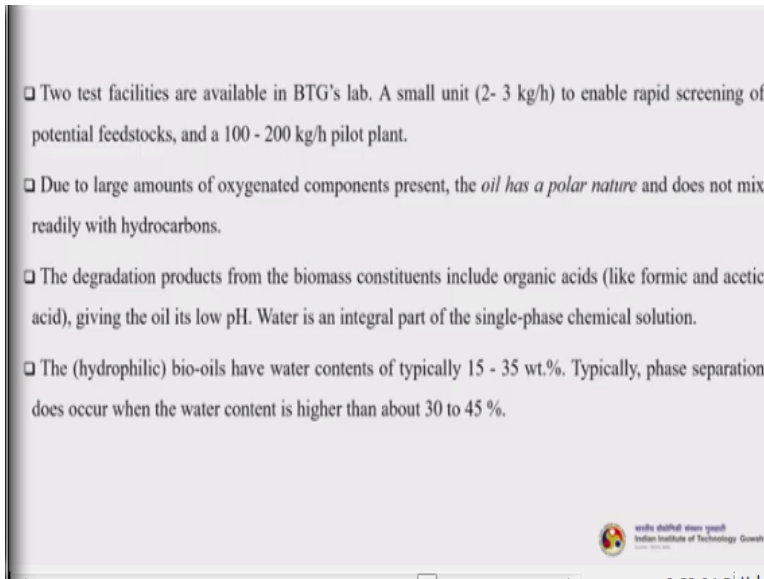 ❑ Two test facilities are available in BTG's lab. A small unit (2- 3 kg/h) to enable rapid screening of
potential feedstocks, and a 100 - 200 kg/h pilot plant.
❑ Due to large amounts of oxygenated components present, the oil has a polar nature and does not mix
readily with hydrocarbons.
❑ The degradation products from the biomass constituents include organic acids (like formic and acetic
acid), giving the oil its low pH. Water is an integral part of the single-phase chemical solution.
❑ The (hydrophilic) bio-oils have water contents of typically 15 - 35 wt.%. Typically, phase separation
does occur when the water content is higher than about 30 to 45 %.
भारतीय प्रौद्योगिकी संस्थान गुवाहाटी
Indian Institute of Technology Guwah